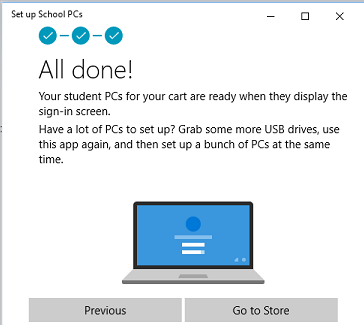 Set up School PCs
All done!
Your student PCs for your cart are ready when they display the
sign-in screen.
Have a lot of PCs to set up? Grab some more USB drives, use
this app again, and then set up a bunch of PCs at the same
time.
Previous
Go to Store